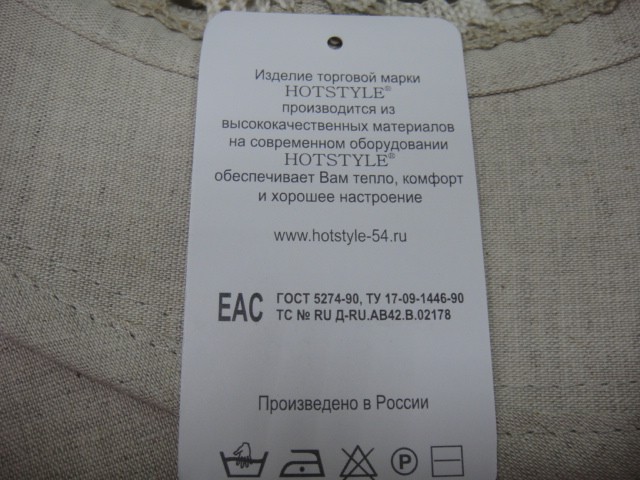 Изделие торговой марки
HOTSTYLE®
производится из
высококачественных материалов
на современном оборудовании
HOTSTYLE®
обеспечивает Вам тепло, комфорт
и хорошее настроение
www.hotstyle-54.ru
EAC
ГОСТ 5274-90, ТУ 17-09-1446-90
ТС № RU Д-RU.АВ42.В.02178
Произведено в России
P